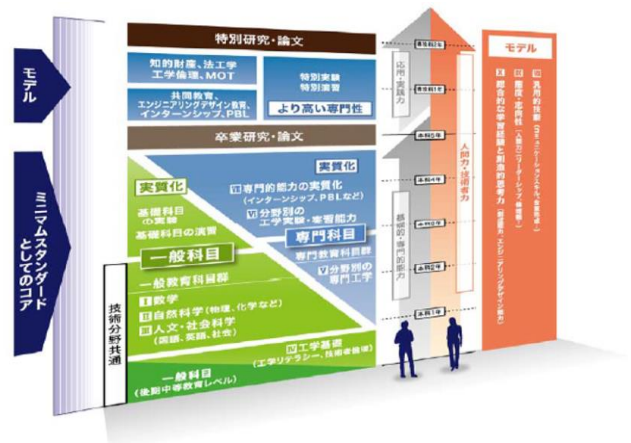 モデル
ミニマムスタンダード
としてのコア
技術分野共通
特別研究・論文
知的財産、法工学
工学倫理、MOT
共同教育、
エンジニアリングデザイン教育、
インターンシップ、PBL
特別実験
特別演習
より高い専門性
卒業研究・論文
実質化
基礎科目
の実験
基礎科目の演習
一般科目
一般教育科目群
Ⅰ数学
Ⅱ自然科学(物理、化学など)
Ⅲ人文・社会科学
(国語、英語、社会)
一般科目
(後期中等教育レベル)
実質化
Ⅶ専門的能力の実質化
(インターンシップ、PBLなど)
Ⅵ分野別の
工学実験・実習能力
専門科目
専門教育科目群
Ⅴ分野別の
専門工学
Ⅳ工学基礎
(工学リテラシー、技術者倫理)
専攻科2年
専攻科1年
本科5年
本科4年
本科3年
本科2年
本科1年
応用・実践力
基礎的・専門的能力
人間力・技術者力
モデル
Ⅷ 汎用的技能
Ⅸ 態度・志向性(人間力)
Ⅹ 総合的な学習経験と創造的思考力